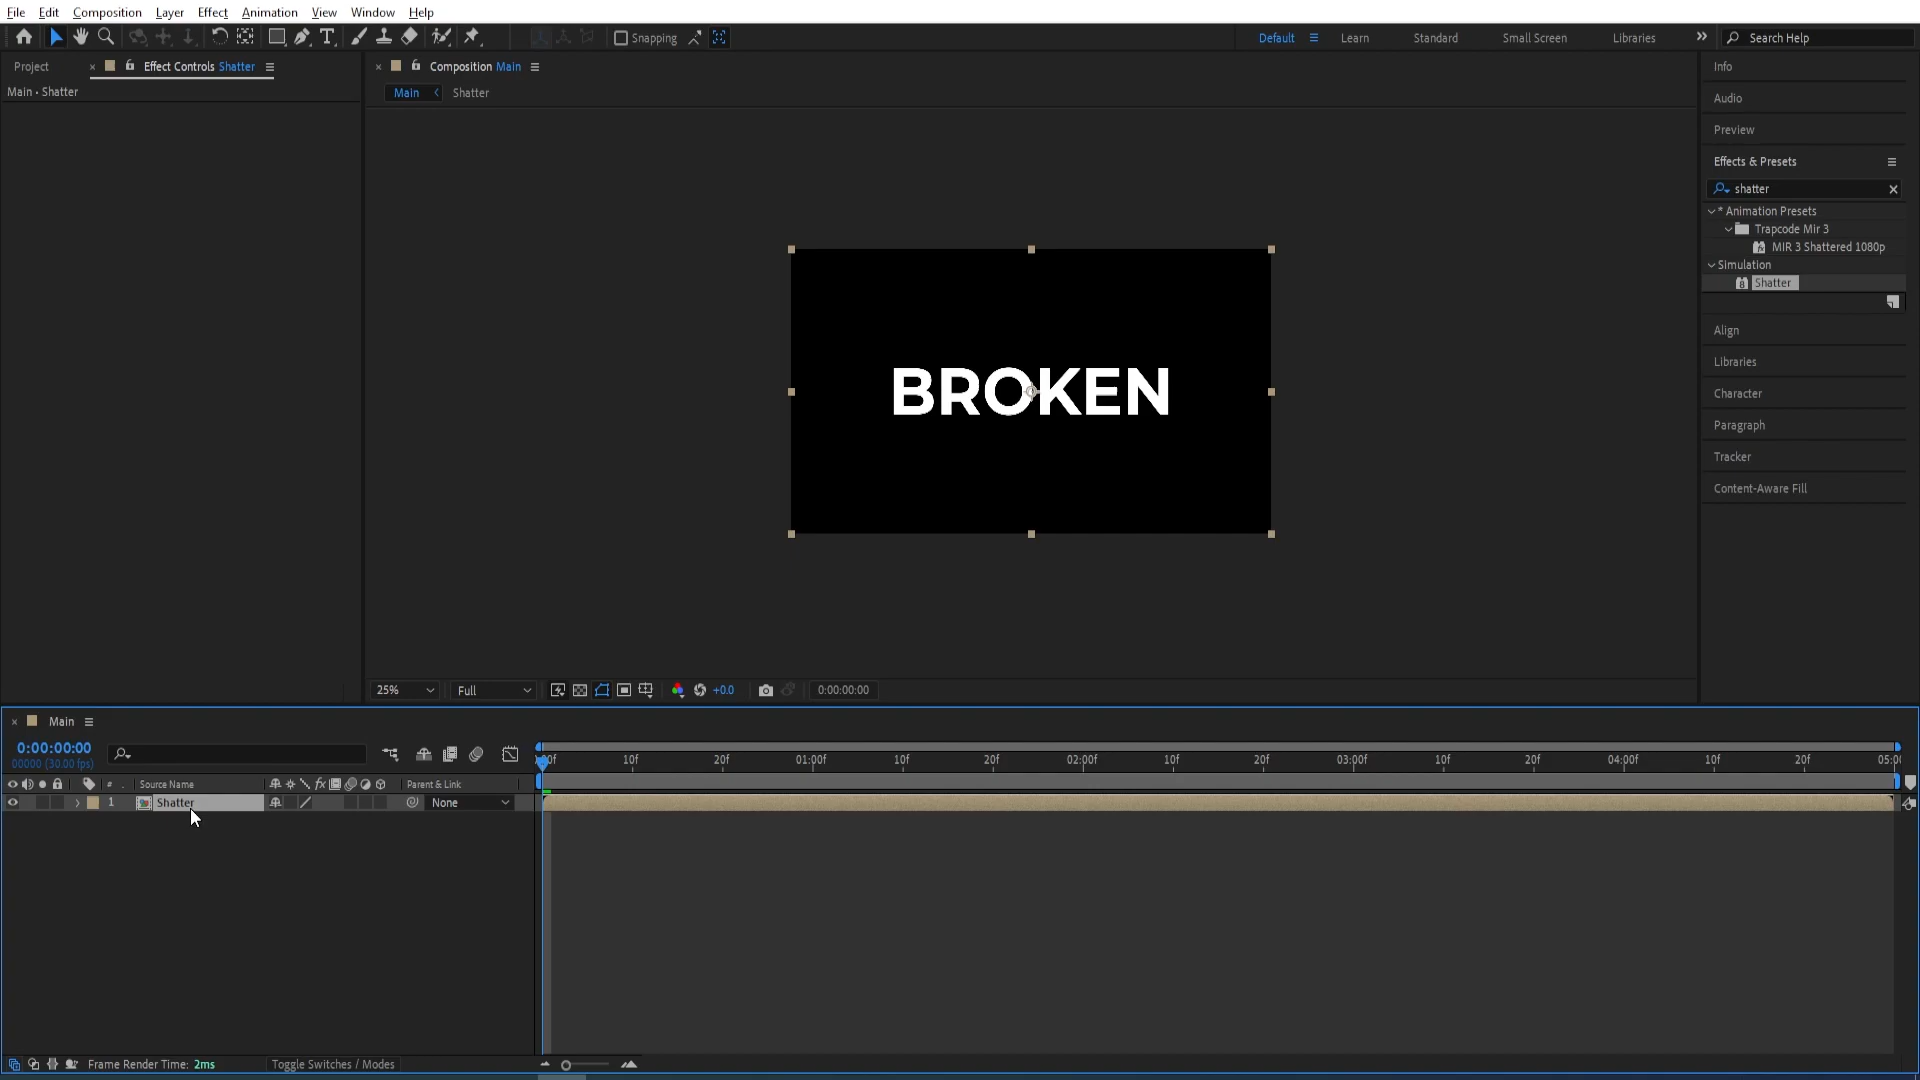 File Edit Composition Layer Effect Animation View Window Help
Snapping
Default Learn Standard Small Screen Libraries Search Help
Project
Effect Controls Shatter
Main • Shatter
Composition Main
Main Shatter
BROKEN
25% Full +0.0 0:00:00:00
Info
Audio
Preview
Effects & Presets
shatter
* Animation Presets
Trapcode Mir 3
MIR 3 Shattered 1080p
Simulation
Shatter
Align
Libraries
Character
Paragraph
Tracker
Content-Aware Fill
Main
0:00:00:00
00000 (30.00 fps)
# Source Name fx Parent & Link
1 Shatter None
10f 20f 01:00f 10f 20f 02:00f 10f 20f 03:00f 10f 20f 04:00f 10f 20f
Frame Render Time: 2ms Toggle Switches / Modes